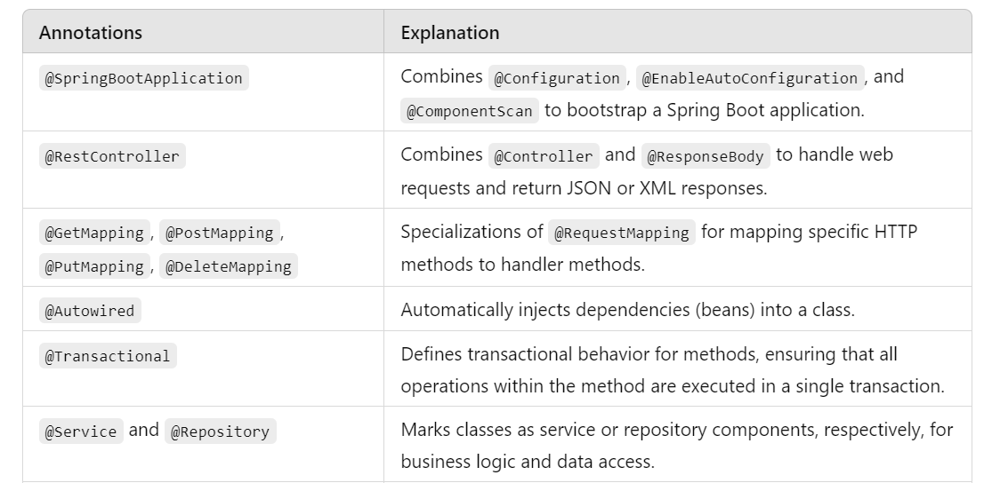 Annotations
Explanation
@SpringBootApplication
Combines @Configuration , @EnableAutoConfiguration , and
@ComponentScan to bootstrap a Spring Boot application.
@RestController
Combines @Controller and @ResponseBody to handle web
requests and return JSON or XML responses.
@GetMapping , @PostMapping ,
@PutMapping , @DeleteMapping
Specializations of @RequestMapping for mapping specific HTTP
methods to handler methods.
@Autowired
Automatically injects dependencies (beans) into a class.
@Transactional
Defines transactional behavior for methods, ensuring that all
operations within the method are executed in a single transaction.
@Service and @Repository
Marks classes as service or repository components, respectively, for
business logic and data access.